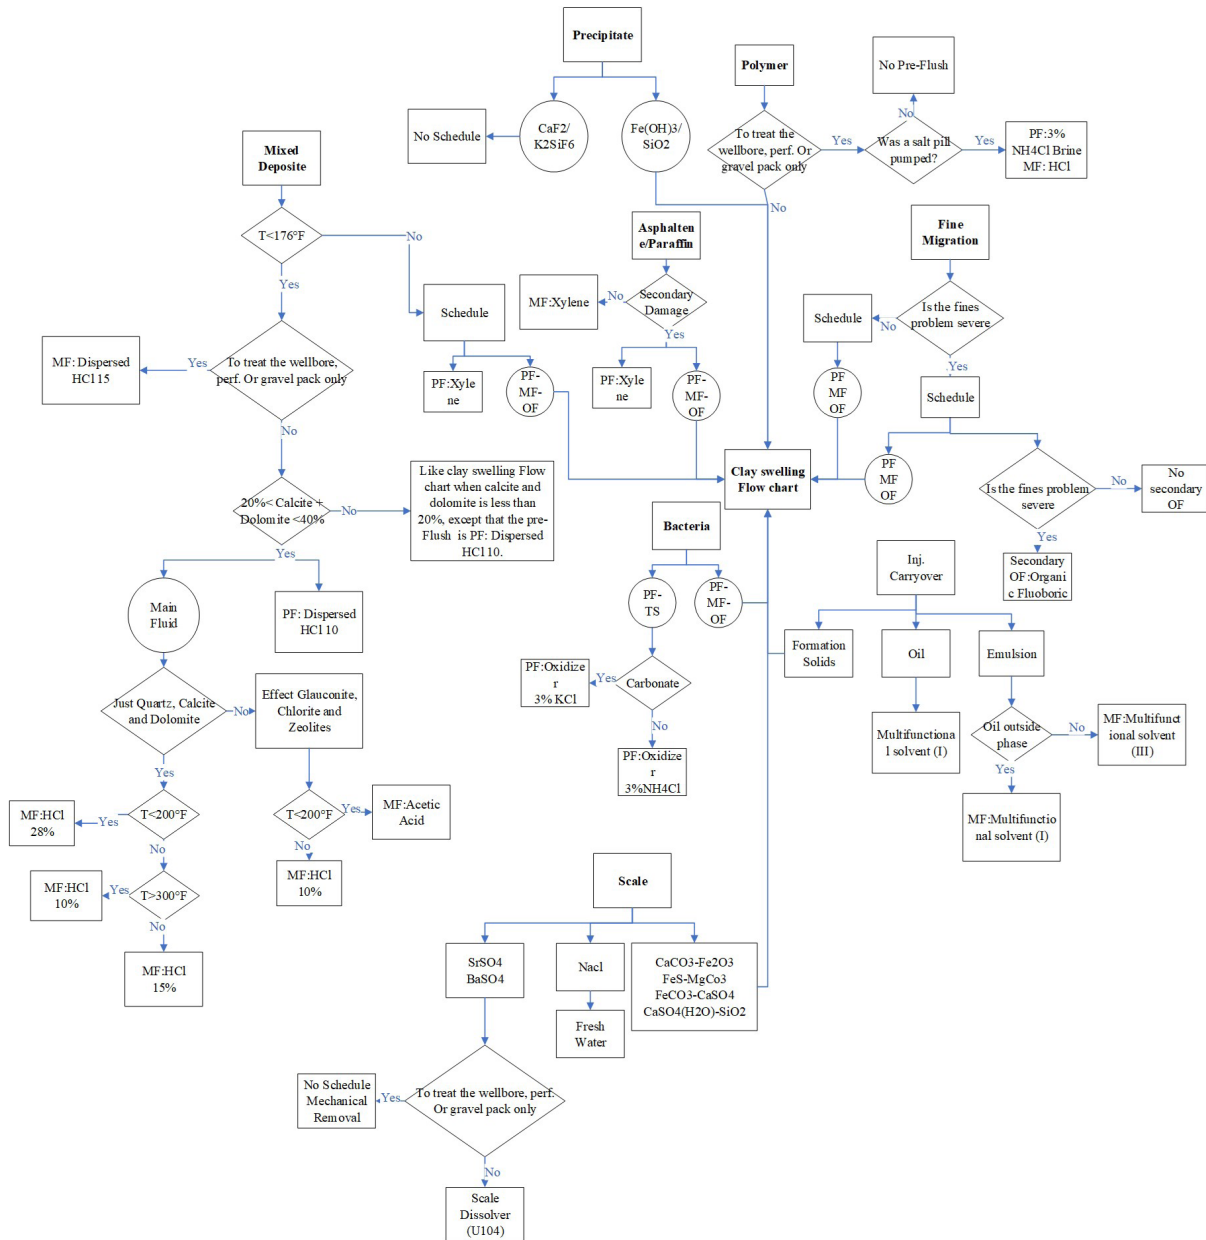 Precipitate
CaF2/
K2SiF6
Fe(OH)3/
SiO2
No Schedule
Polymer
To treat the
wellbore, perf. Or
gravel pack only
Yes
No
Was a salt pill
pumped?
No
No Pre-Flush
Yes
PF:3%
NH4Cl Brine
MF: HCl
Mixed
Deposite
T<176°F
No
Yes
Schedule
PF:Xyle
ne
PF-
MF-
OF
To treat the wellbore,
perf. Or gravel pack only
Yes
MF: Dispersed
HCl 15
No
20%< Calcite +
Dolomite <40%
No
Like clay swelling Flow
chart when calcite and
dolomite is less than
20%, except that the pre-
Flush is PF: Dispersed
HCl 10.
Yes
Main
Fluid
PF: Dispersed
HCl 10
Just Quartz, Calcite
and Dolomite
No
Effect Glauconite,
Chlorite and
Zeolites
Yes
T<200°F
Yes
MF:HCl
28%
No
T>300°F
Yes
MF:HCl
10%
No
MF:HCl
15%
T<200°F
Yes
MF:Acetic
Acid
No
MF:HCl
10%
Asphalten
e/Paraffin
Secondary
Damage
No
MF:Xylene
Yes
PF:Xyle
ne
PF-
MF-
OF
Clay swelling
Flow chart
Fine
Migration
Is the fines
problem severe
No
Schedule
PF
MF
OF
Yes
Schedule
PF
MF
OF
Is the fines problem
severe
No
No
secondary
OF
Yes
Secondary
OF:Organi
c Fluoboric
Bacteria
PF-
TS
PF-
MF-
OF
Carbonate
Yes
PF:Oxidize
r
3% KCl
No
PF:Oxidize
r
3%NH4Cl
Inj.
Carryover
Formation
Solids
Oil
Emulsion
Multifunctiona
l solvent (I)
Oil outside
phase
No
MF:Multifunct
ional solvent
(III)
Yes
MF:Multifunctio
nal solvent (I)
Scale
SrSO4
BaSO4
Nacl
CaCO3-Fe2O3
FeS-MgCo3
FeCO3-CaSO4
CaSO4(H2O)-SiO2
Fresh
Water
To treat the wellbore, perf.
Or gravel pack only
Yes
No Schedule
Mechanical
Removal
No
Scale
Dissolver
(U104)